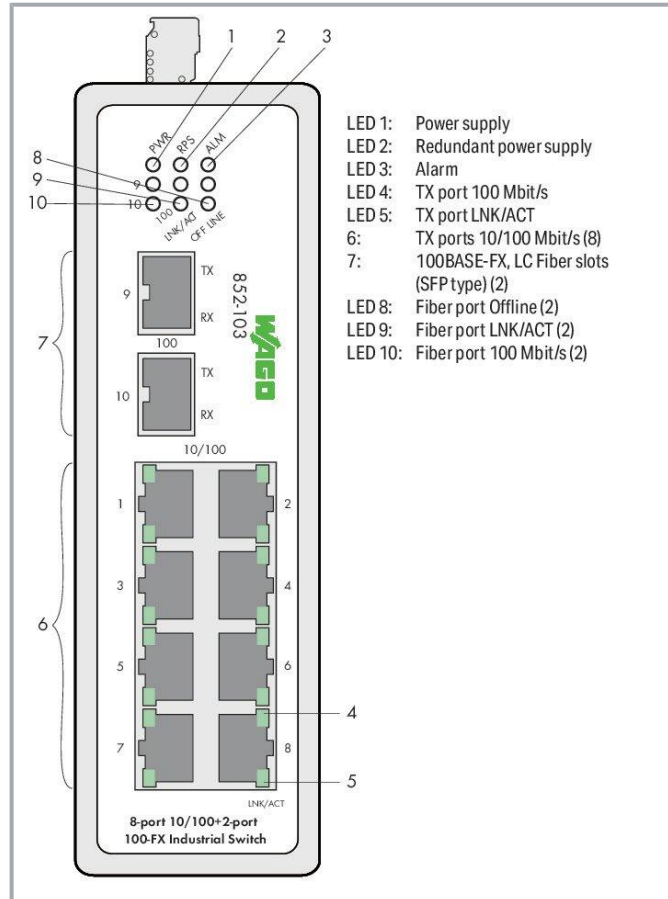 1
2
3
PWR
RPS
ALM
8
9
9
10
10
100
LNK/ACT
OFF LINE
7
9
TX
RX
100
852-103
WAGO
10
TX
RX
10/100
6
1
2
3
4
5
6
7
8
4
5
LNK/ACT
8-port 10/100+2-port
100-FX Industrial Switch
LED 1: Power supply
LED 2: Redundant power supply
LED 3: Alarm
LED 4: TX port 100 Mbit/s
LED 5: TX port LNK/ACT
6: TX ports 10/100 Mbit/s (8)
7: 100BASE-FX, LC Fiber slots
(SFP type) (2)
LED 8: Fiber port Offline (2)
LED 9: Fiber port LNK/ACT (2)
LED 10: Fiber port 100 Mbit/s (2)